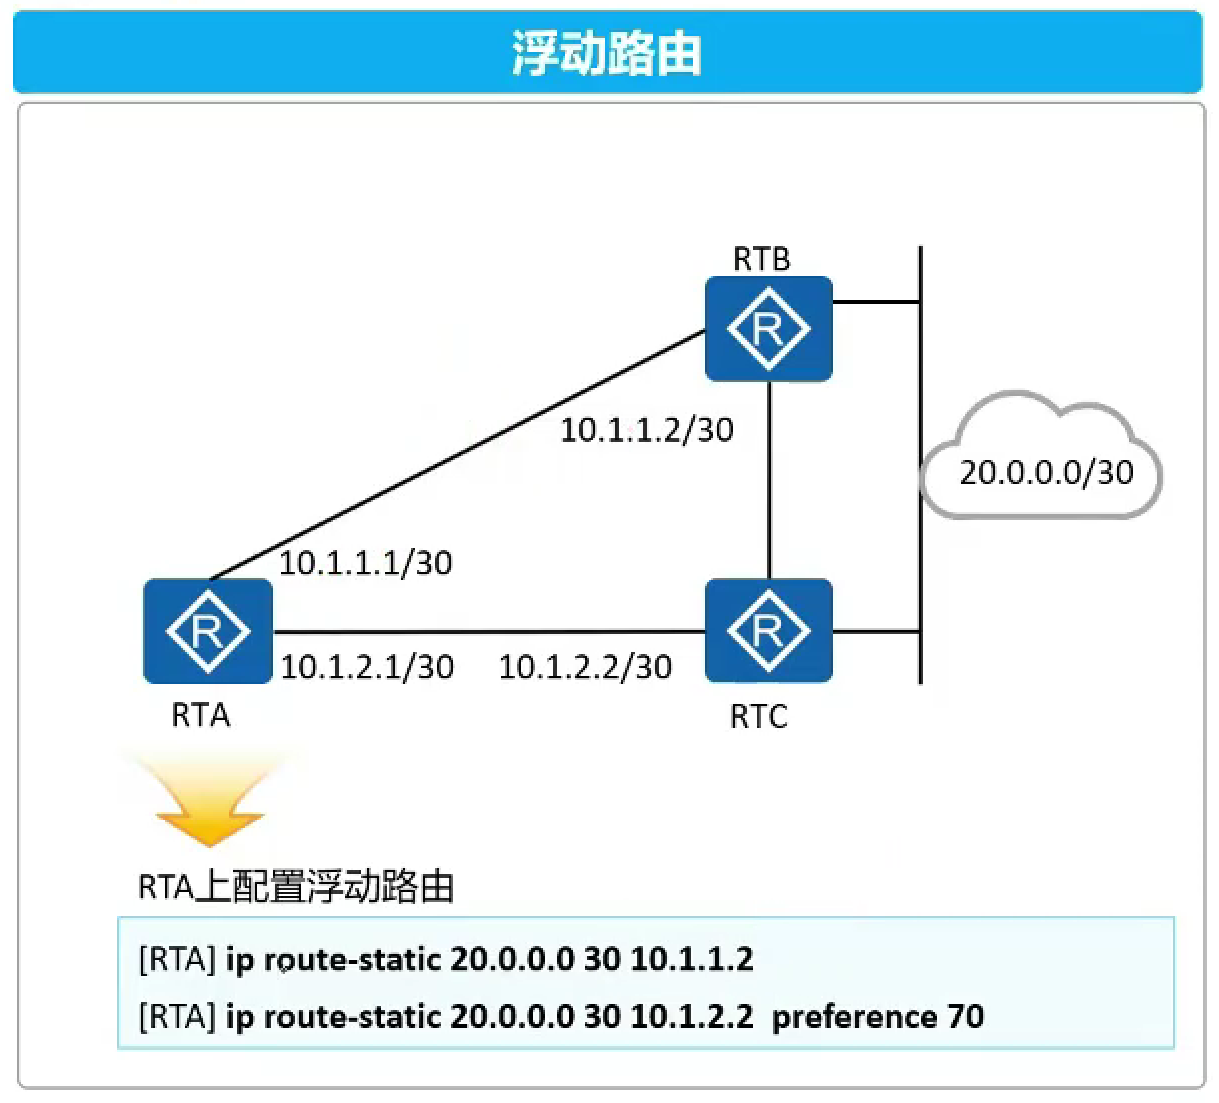 浮动路由
RTB
R
10.1.1.2/30
20.0.0.0/30
10.1.1.1/30
R
R
10.1.2.1/30
10.1.2.2/30
RTA
RTC
RTA上配置浮动路由
[RTA] ip route-static 20.0.0.0 30 10.1.1.2
[RTA] ip route-static 20.0.0.0 30 10.1.2.2 preference 70